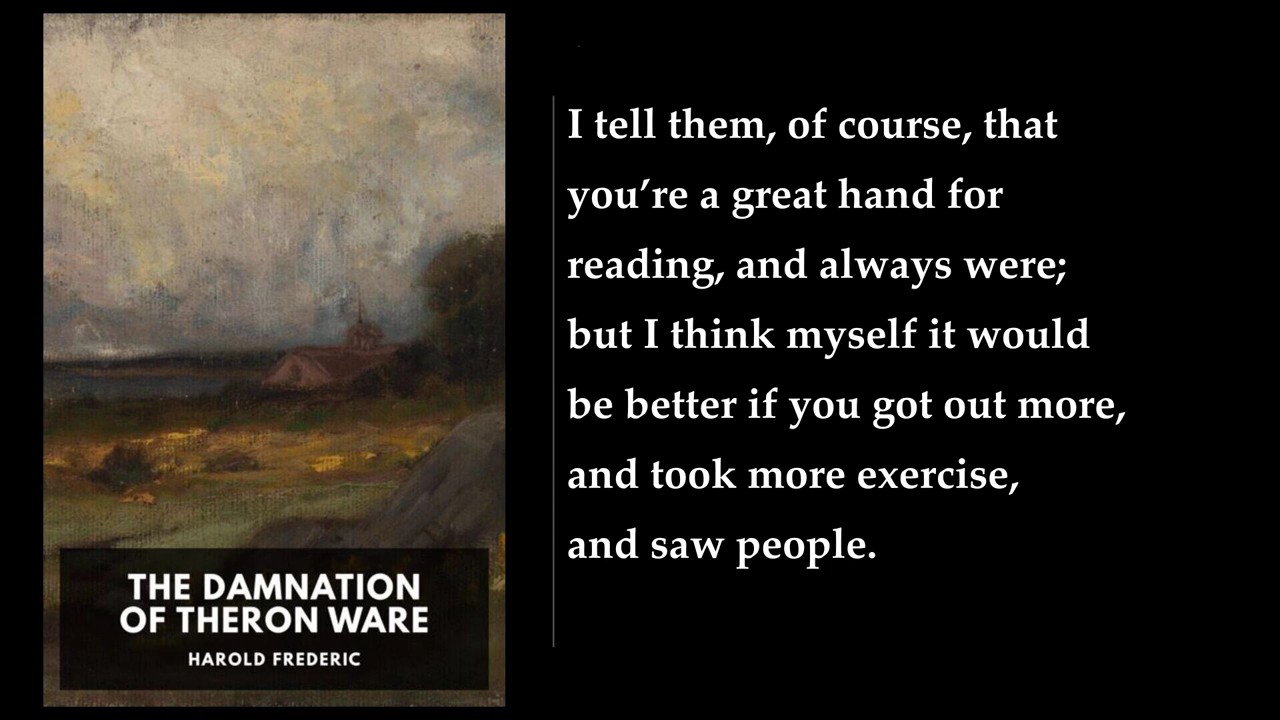 I tell them, of course, that
you’re a great hand for
reading, and always were;
but I think myself it would
be better if you got out more,
and took more exercise,
and saw people.
THE DAMNATION
OF THERON WARE
HAROLD FREDERIC